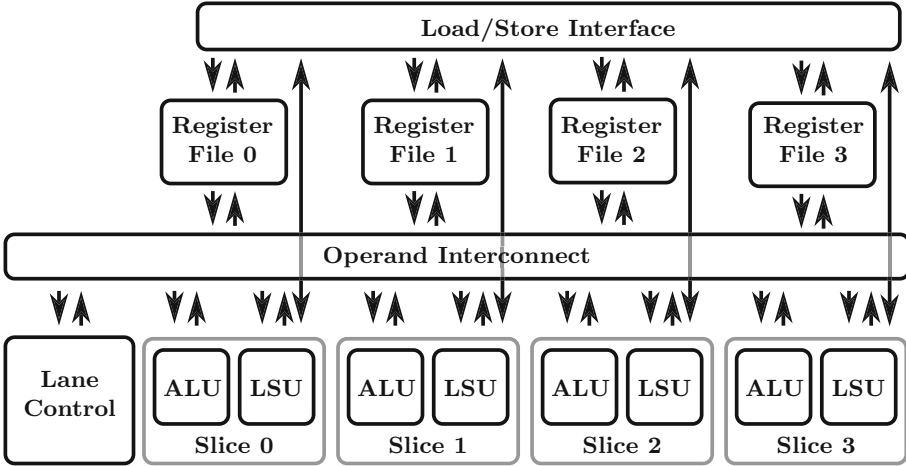 Load/Store Interface
Register File 0
Register File 1
Register File 2
Register File 3
Operand Interconnect
Lane Control
ALU LSU
Slice 0
ALU LSU
Slice 1
ALU LSU
Slice 2
ALU LSU
Slice 3